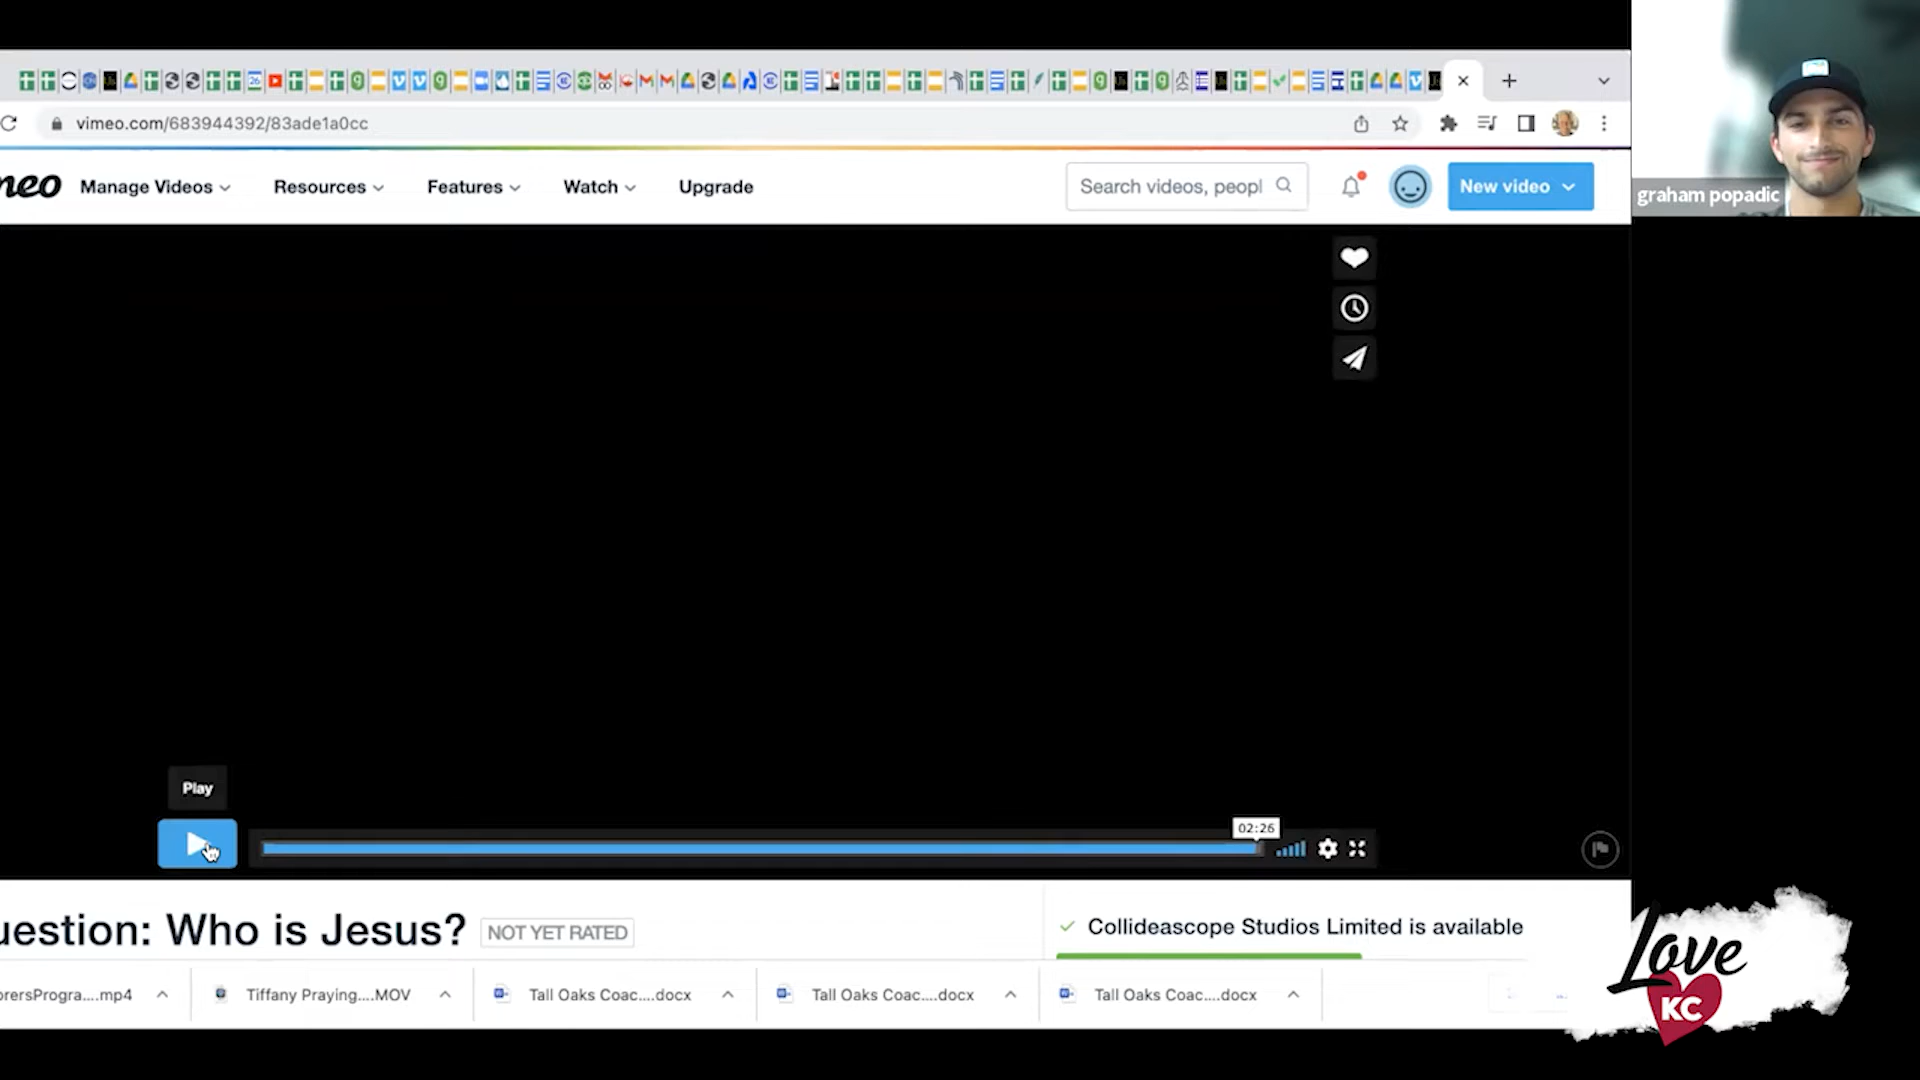 vimeo.com/683944392/83ade1a0cc
meo
Manage Videos
Resources
Features
Watch
Upgrade
Search videos, peopl
New video
graham popadic
Play
02:26
uestion: Who is Jesus?
NOT YET RATED
Collideascope Studios Limited is available
orersProgra....mp4
Tiffany Praying....MOV
Tall Oaks Coac....docx
Tall Oaks Coac....docx
Tall Oaks Coac....docx
Love
KC